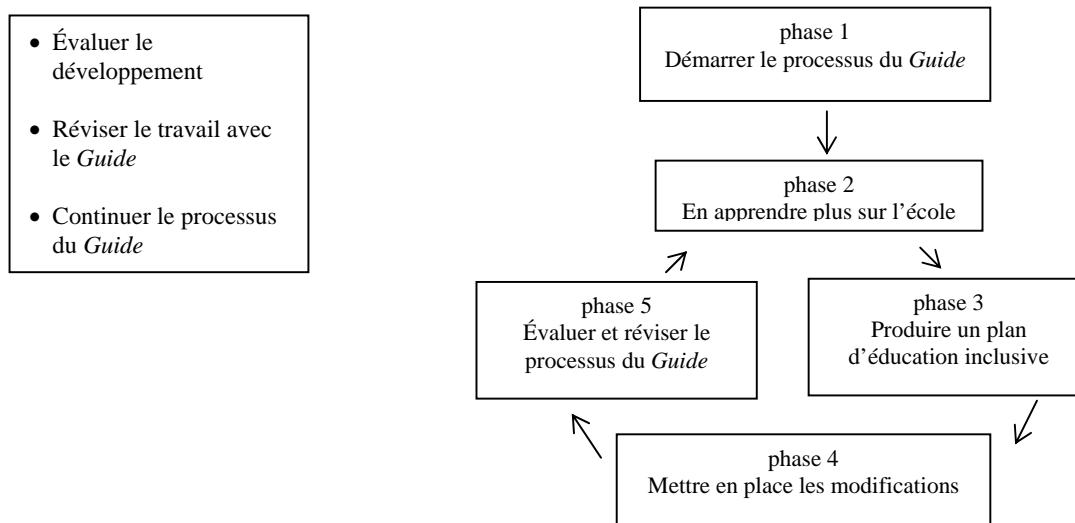 • Évaluer le
développement
• Réviser le travail avec
le Guide
• Continuer le processus
du Guide
phase 1
Démarrer le processus du Guide
phase 2
En apprendre plus sur l’école
phase 3
Produire un plan
d’éducation inclusive
phase 4
Mettre en place les modifications
phase 5
Évaluer et réviser le
processus du Guide